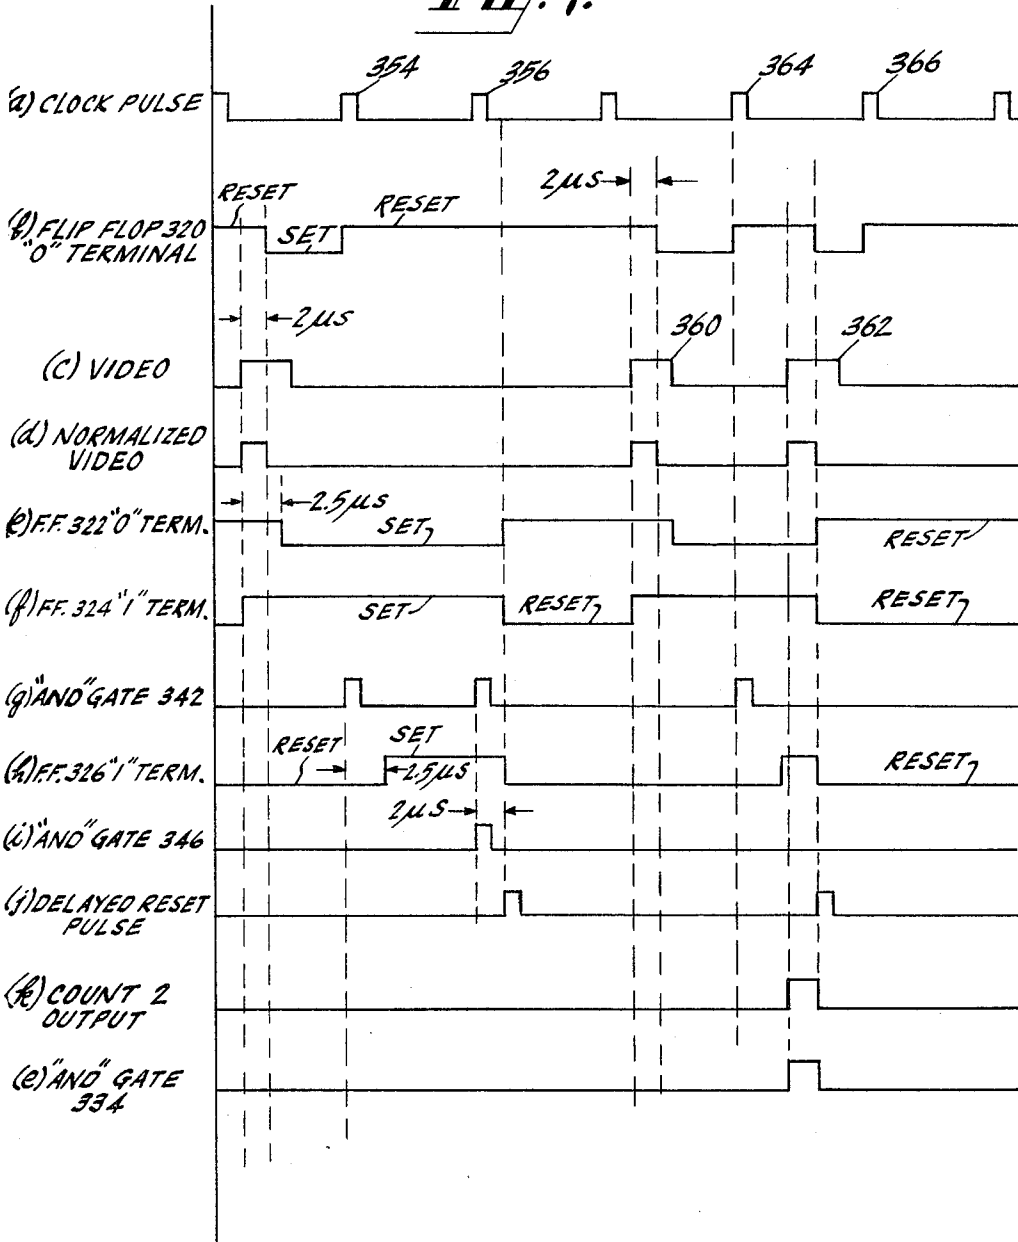 354 356 364 366
(a) CLOCK PULSE
2μs
RESET
RESET
(b) FLIP FLOP 320
SET
"O" TERMINAL
2μs
360 362
(c) VIDEO
(d) NORMALIZED
VIDEO
2.5μs
(e) F.F. 322 "O" TERM. SET RESET
(f) FF. 324 "1" TERM. SET RESET RESET
(g) "AND" GATE 342
SET
RESET
(h) F.F. 326 "1" TERM. 2.5μs RESET
2μs
(i) "AND" GATE 346
(j) DELAYED RESET
PULSE
(k) COUNT 2
OUTPUT
(e) "AND" GATE
334